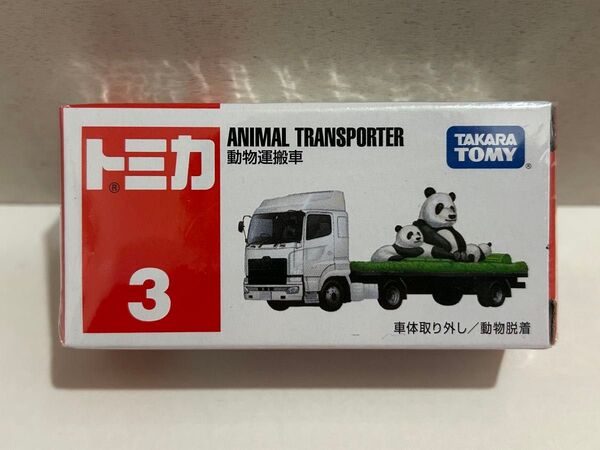 トミカ
®
3
ANIMAL TRANSPORTER
動物運搬車
TAKARA
TOMY
®
車体取り外し/動物脱着